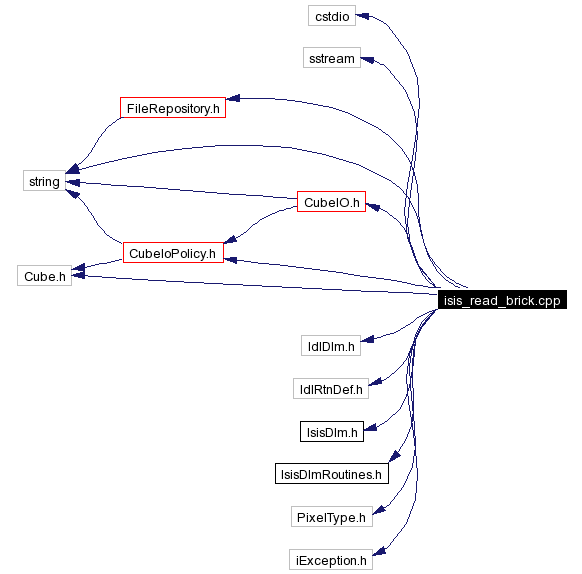 cstdio
sstream
FileRepository.h
string
CubeIO.h
CubeIoPolicy.h
Cube.h
isis_read_brick.cpp
IdlDlm.h
IdlRtnDef.h
IsisDlm.h
IsisDlmRoutines.h
PixelType.h
iException.h